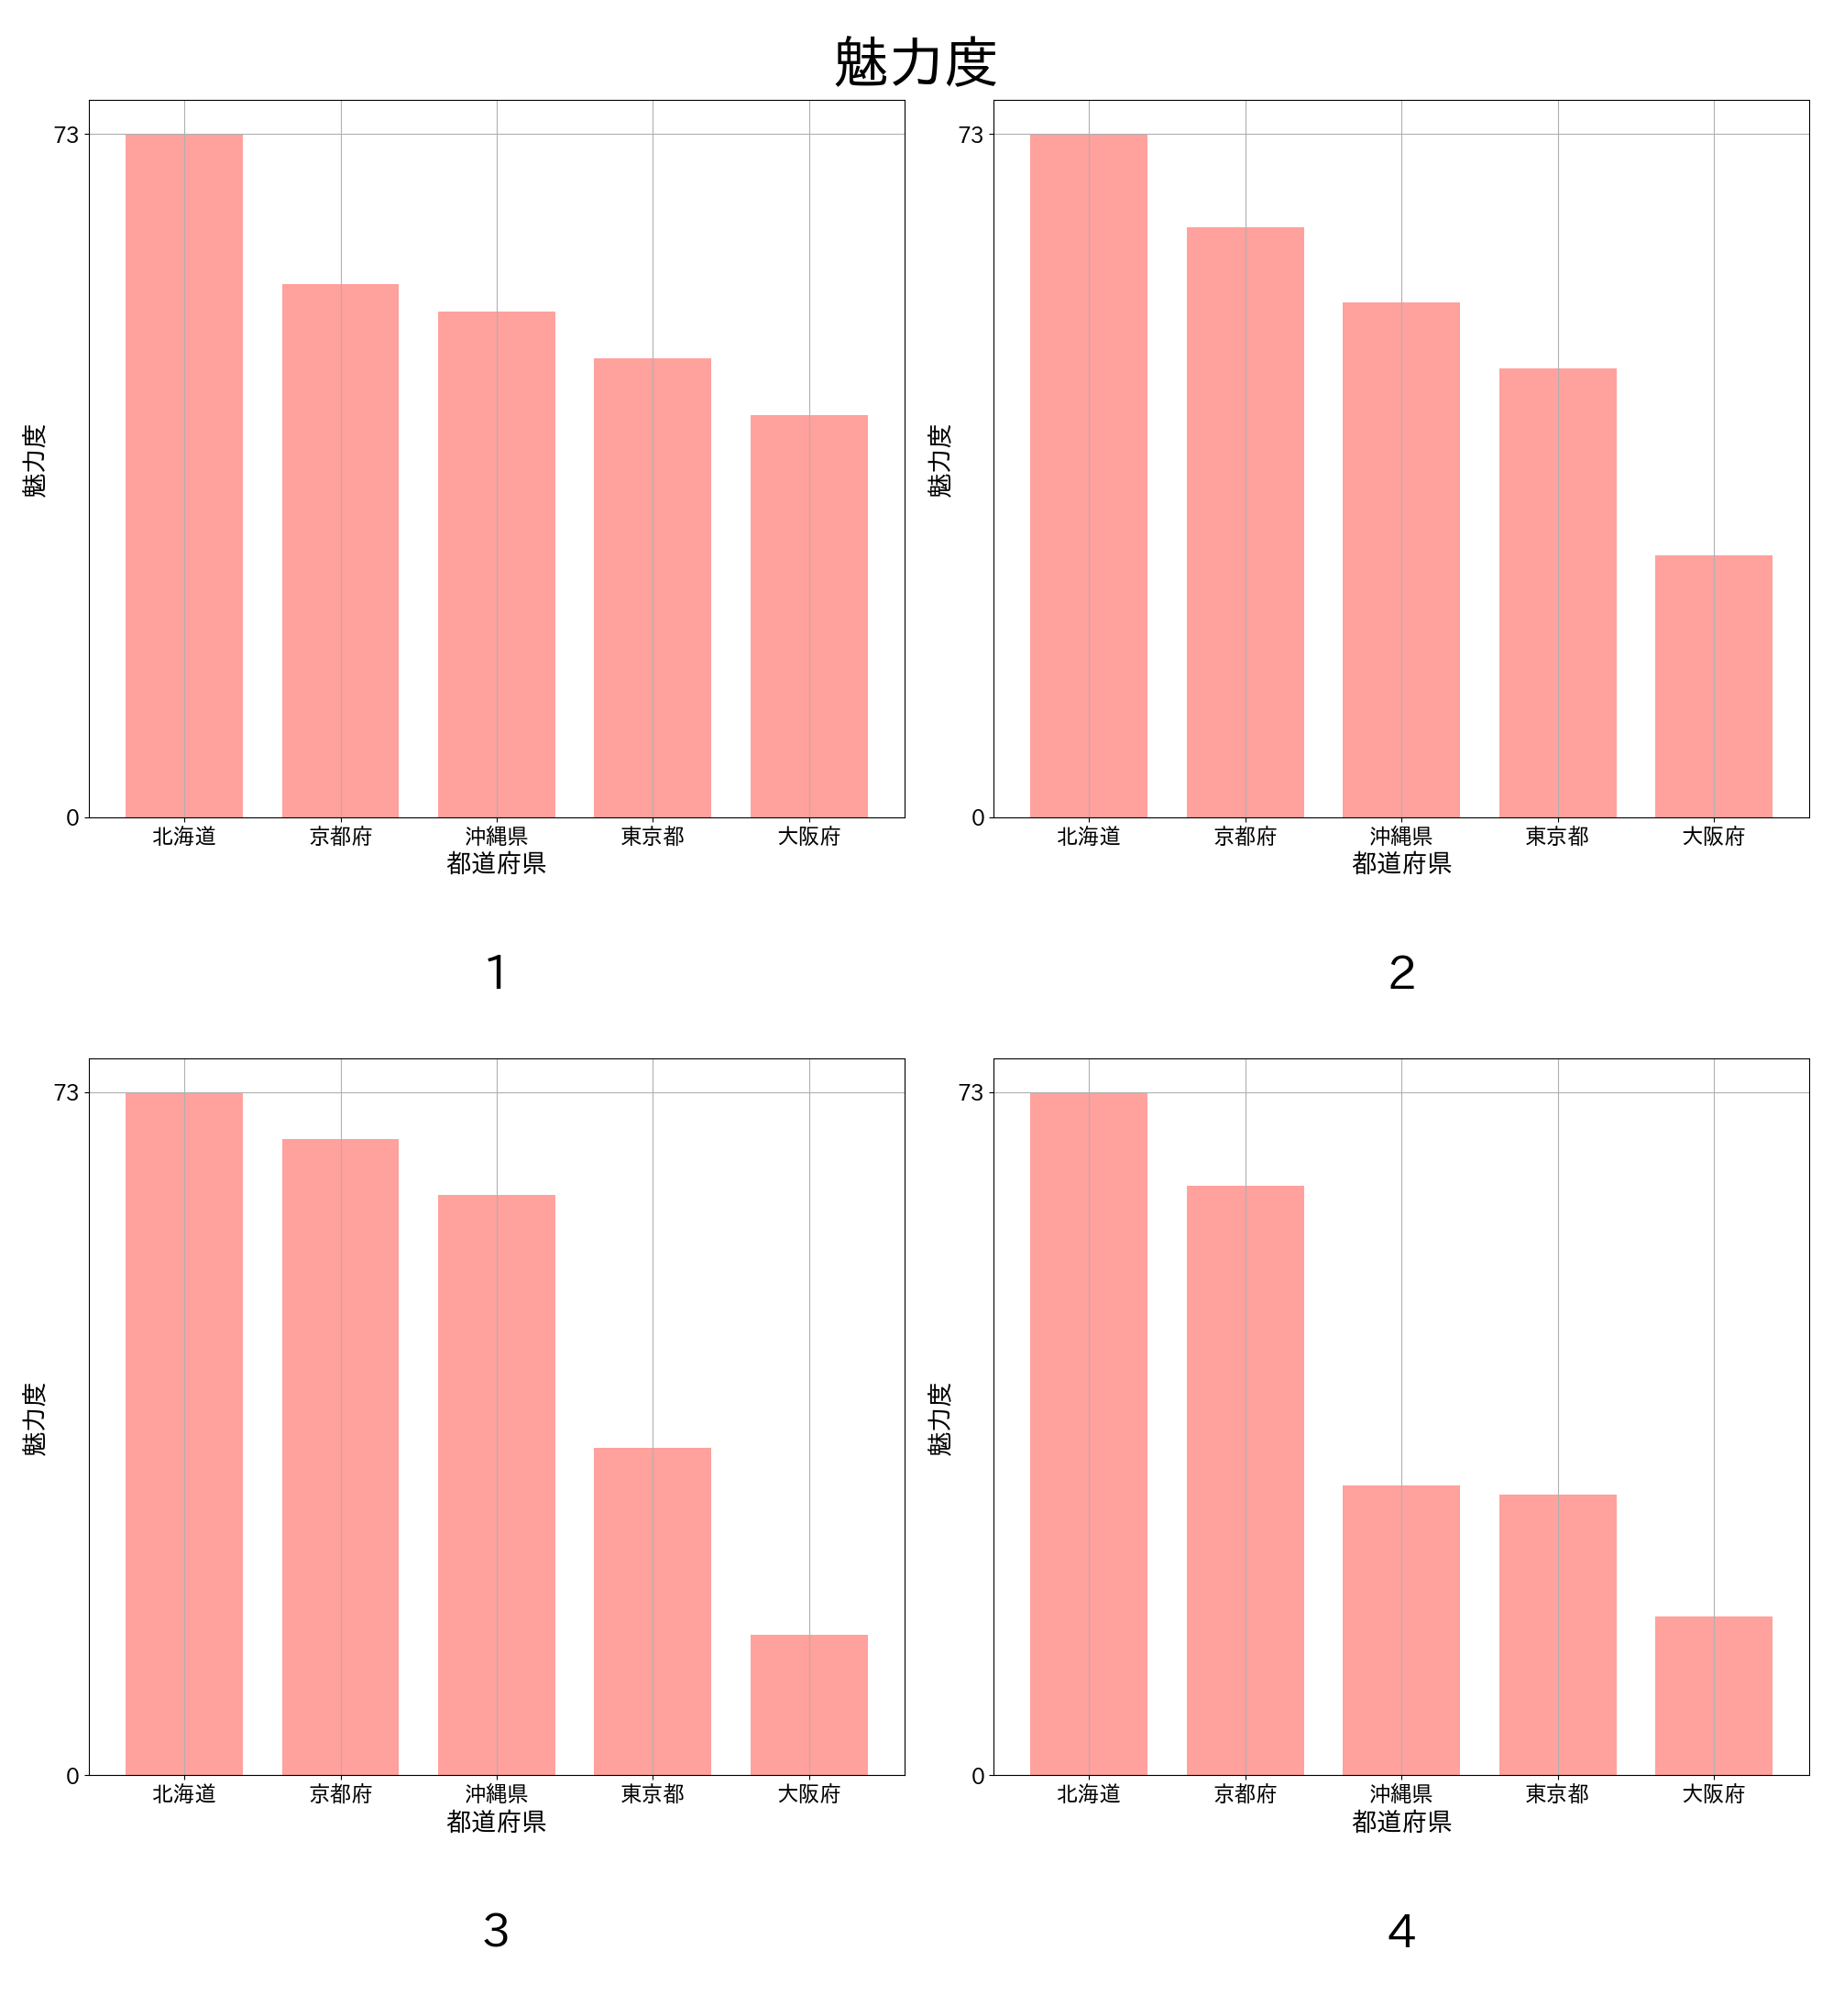 魅力度
73
0
魅力度
北海道 京都府 沖縄県 東京都 大阪府
都道府県
1
73
0
魅力度
北海道 京都府 沖縄県 東京都 大阪府
都道府県
2
73
0
魅力度
北海道 京都府 沖縄県 東京都 大阪府
都道府県
3
73
0
魅力度
北海道 京都府 沖縄県 東京都 大阪府
都道府県
4